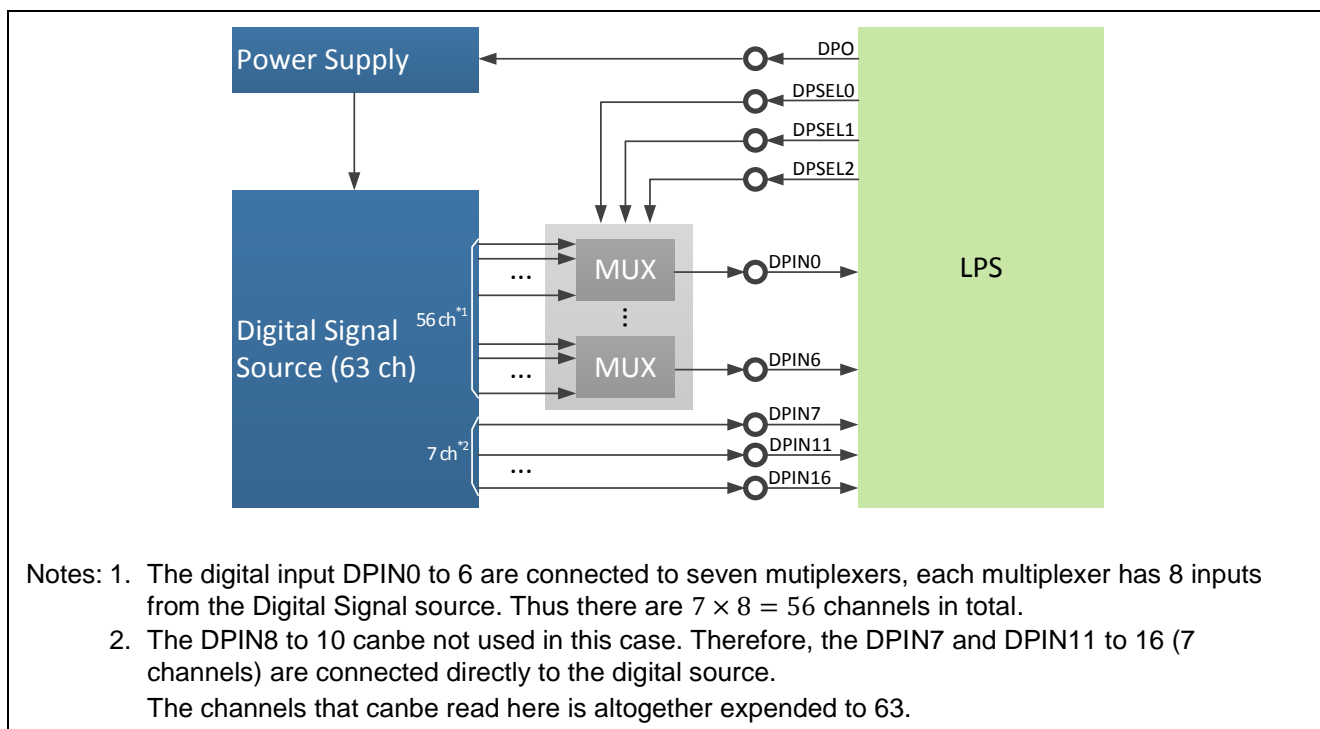 Power Supply
DPO
DPSEL0
DPSEL1
DPSEL2
Digital Signal
Source (63 ch)
56 ch*1
...
MUX
DPIN0
...
...
MUX
DPIN6
7 ch*2
...
DPIN7
DPIN11
DPIN16
LPS
Notes: 1. The digital input DPIN0 to 6 are connected to seven mutiplexers, each multiplexer has 8 inputs
from the Digital Signal source. Thus there are 7 × 8 = 56 channels in total.
2. The DPIN8 to 10 canbe not used in this case. Therefore, the DPIN7 and DPIN11 to 16 (7
channels) are connected directly to the digital source.
The channels that canbe read here is altogether expended to 63.